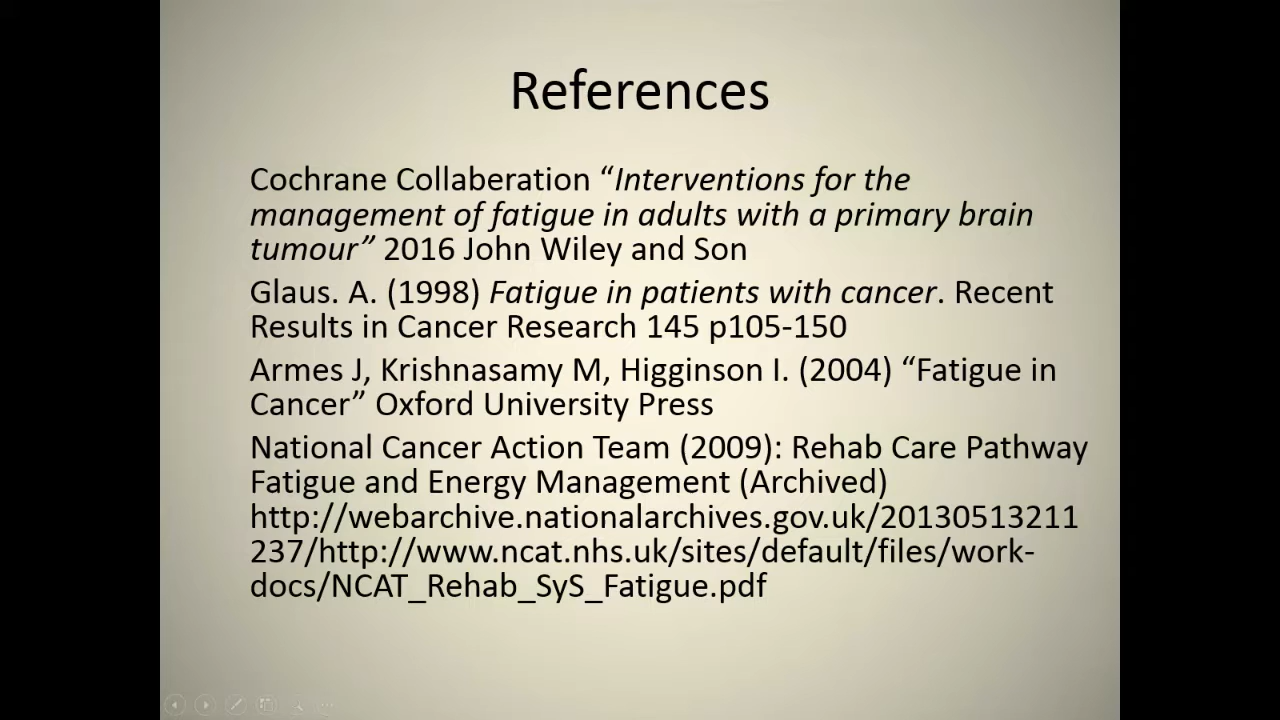 References
Cochrane Collaberation “Interventions for the
management of fatigue in adults with a primary brain
tumour” 2016 John Wiley and Son
Glaus. A. (1998) Fatigue in patients with cancer. Recent
Results in Cancer Research 145 p105-150
Armes J, Krishnasamy M, Higginson I. (2004) “Fatigue in
Cancer” Oxford University Press
National Cancer Action Team (2009): Rehab Care Pathway
Fatigue and Energy Management (Archived)
http://webarchive.nationalarchives.gov.uk/20130513211
237/http://www.ncat.nhs.uk/sites/default/files/work-
docs/NCAT_Rehab_SyS_Fatigue.pdf